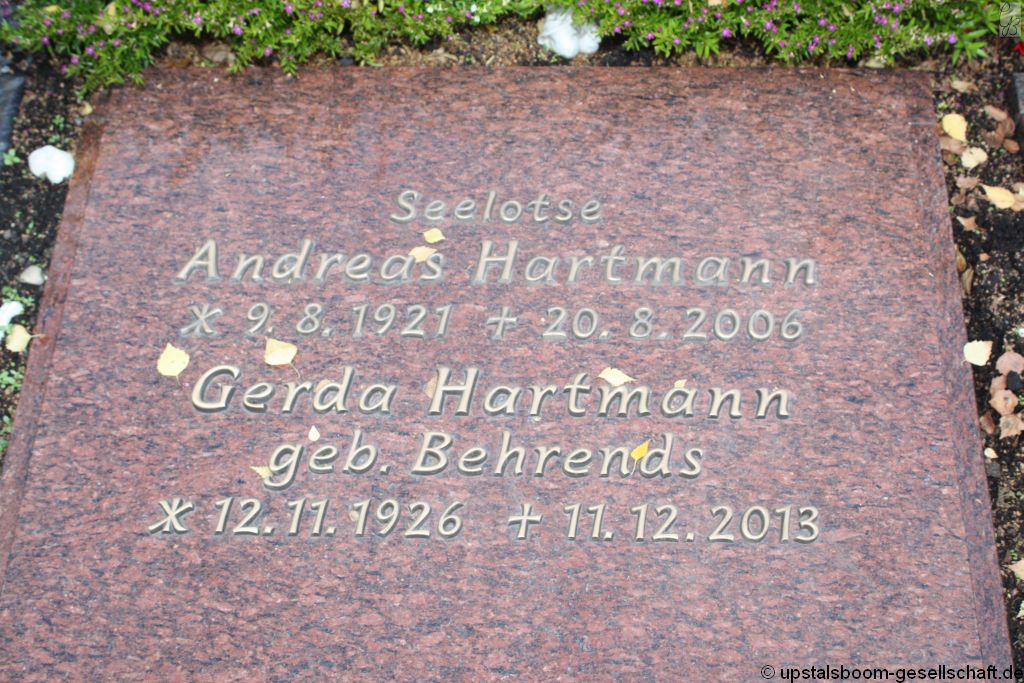 Seelotse
Andreas Hartmann
* 9. 8. 1921 + 20. 8. 2006
Gerda Hartmann
geb. Behrends
* 12. 11. 1926 + 11. 12. 2013
© upstalsboom-gesellschaft.de